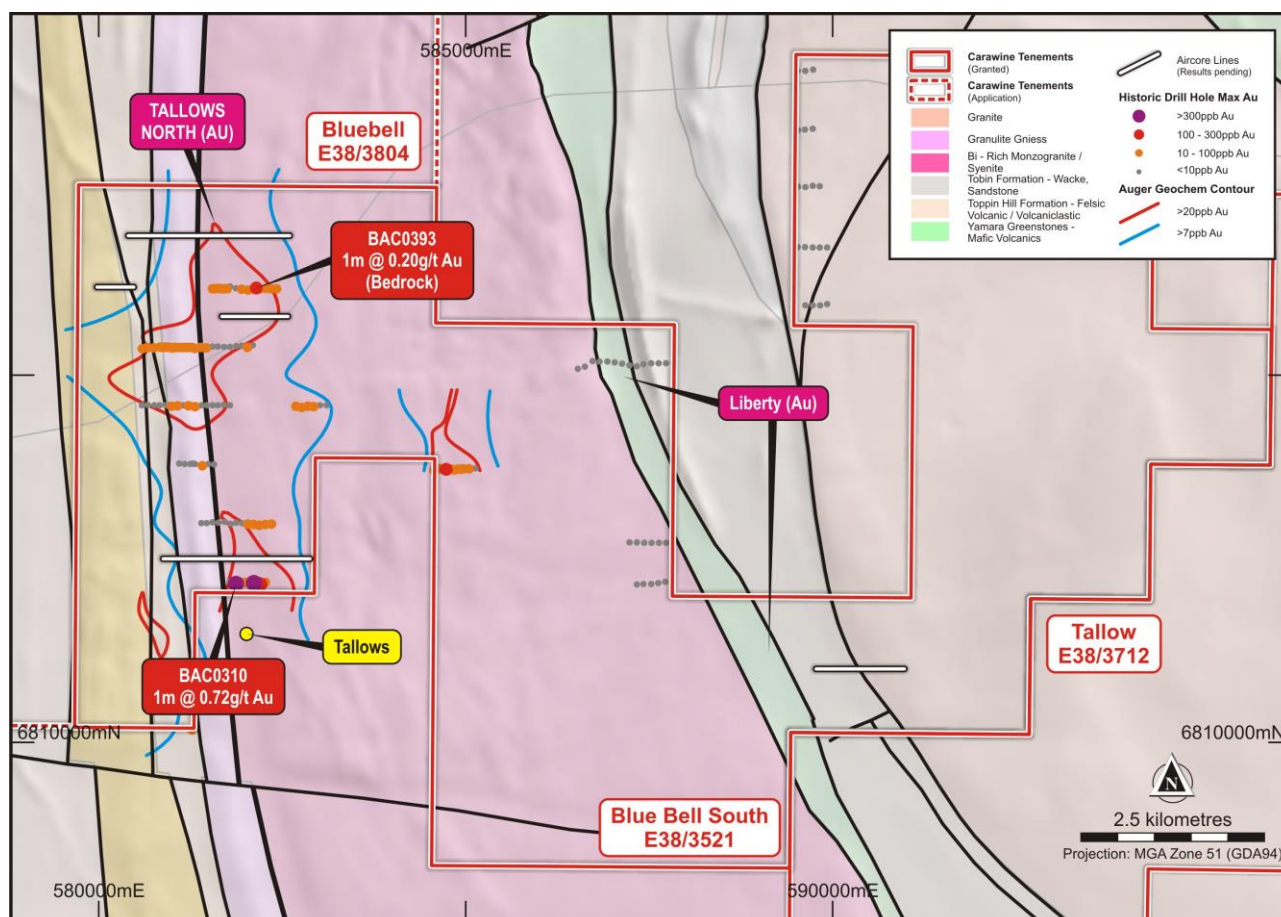 585000mE
TALLOWS
NORTH (AU)
Bluebell
E38/3804
BAC0393
1m @ 0.20g/t Au
(Bedrock)
Carawine Tenements
(Granted)
Carawine Tenements
(Application)
Granite
Granulite Gniess
Bi - Rich Monzogranite /
Syenite
Tobin Formation - Wacke,
Sandstone
Toppin Hill Formation - Felsic
Volcanic / Volcaniclastic
Yamara Greenstones -
Mafic Volcanics
Aircore Lines
(Results pending)
Historic Drill Hole Max Au
>300ppb Au
100 - 300ppb Au
10 - 100ppb Au
<10ppb Au
Auger Geochem Contour
>20ppb Au
>7ppb Au
Liberty (Au)
Tallows
BAC0310
1m @ 0.72g/t Au
Tallow
E38/3712
6810000mN
6810000mN
Blue Bell South
E38/3521
N
2.5 kilometres
Projection: MGA Zone 51 (GDA94)
580000mE
590000mE